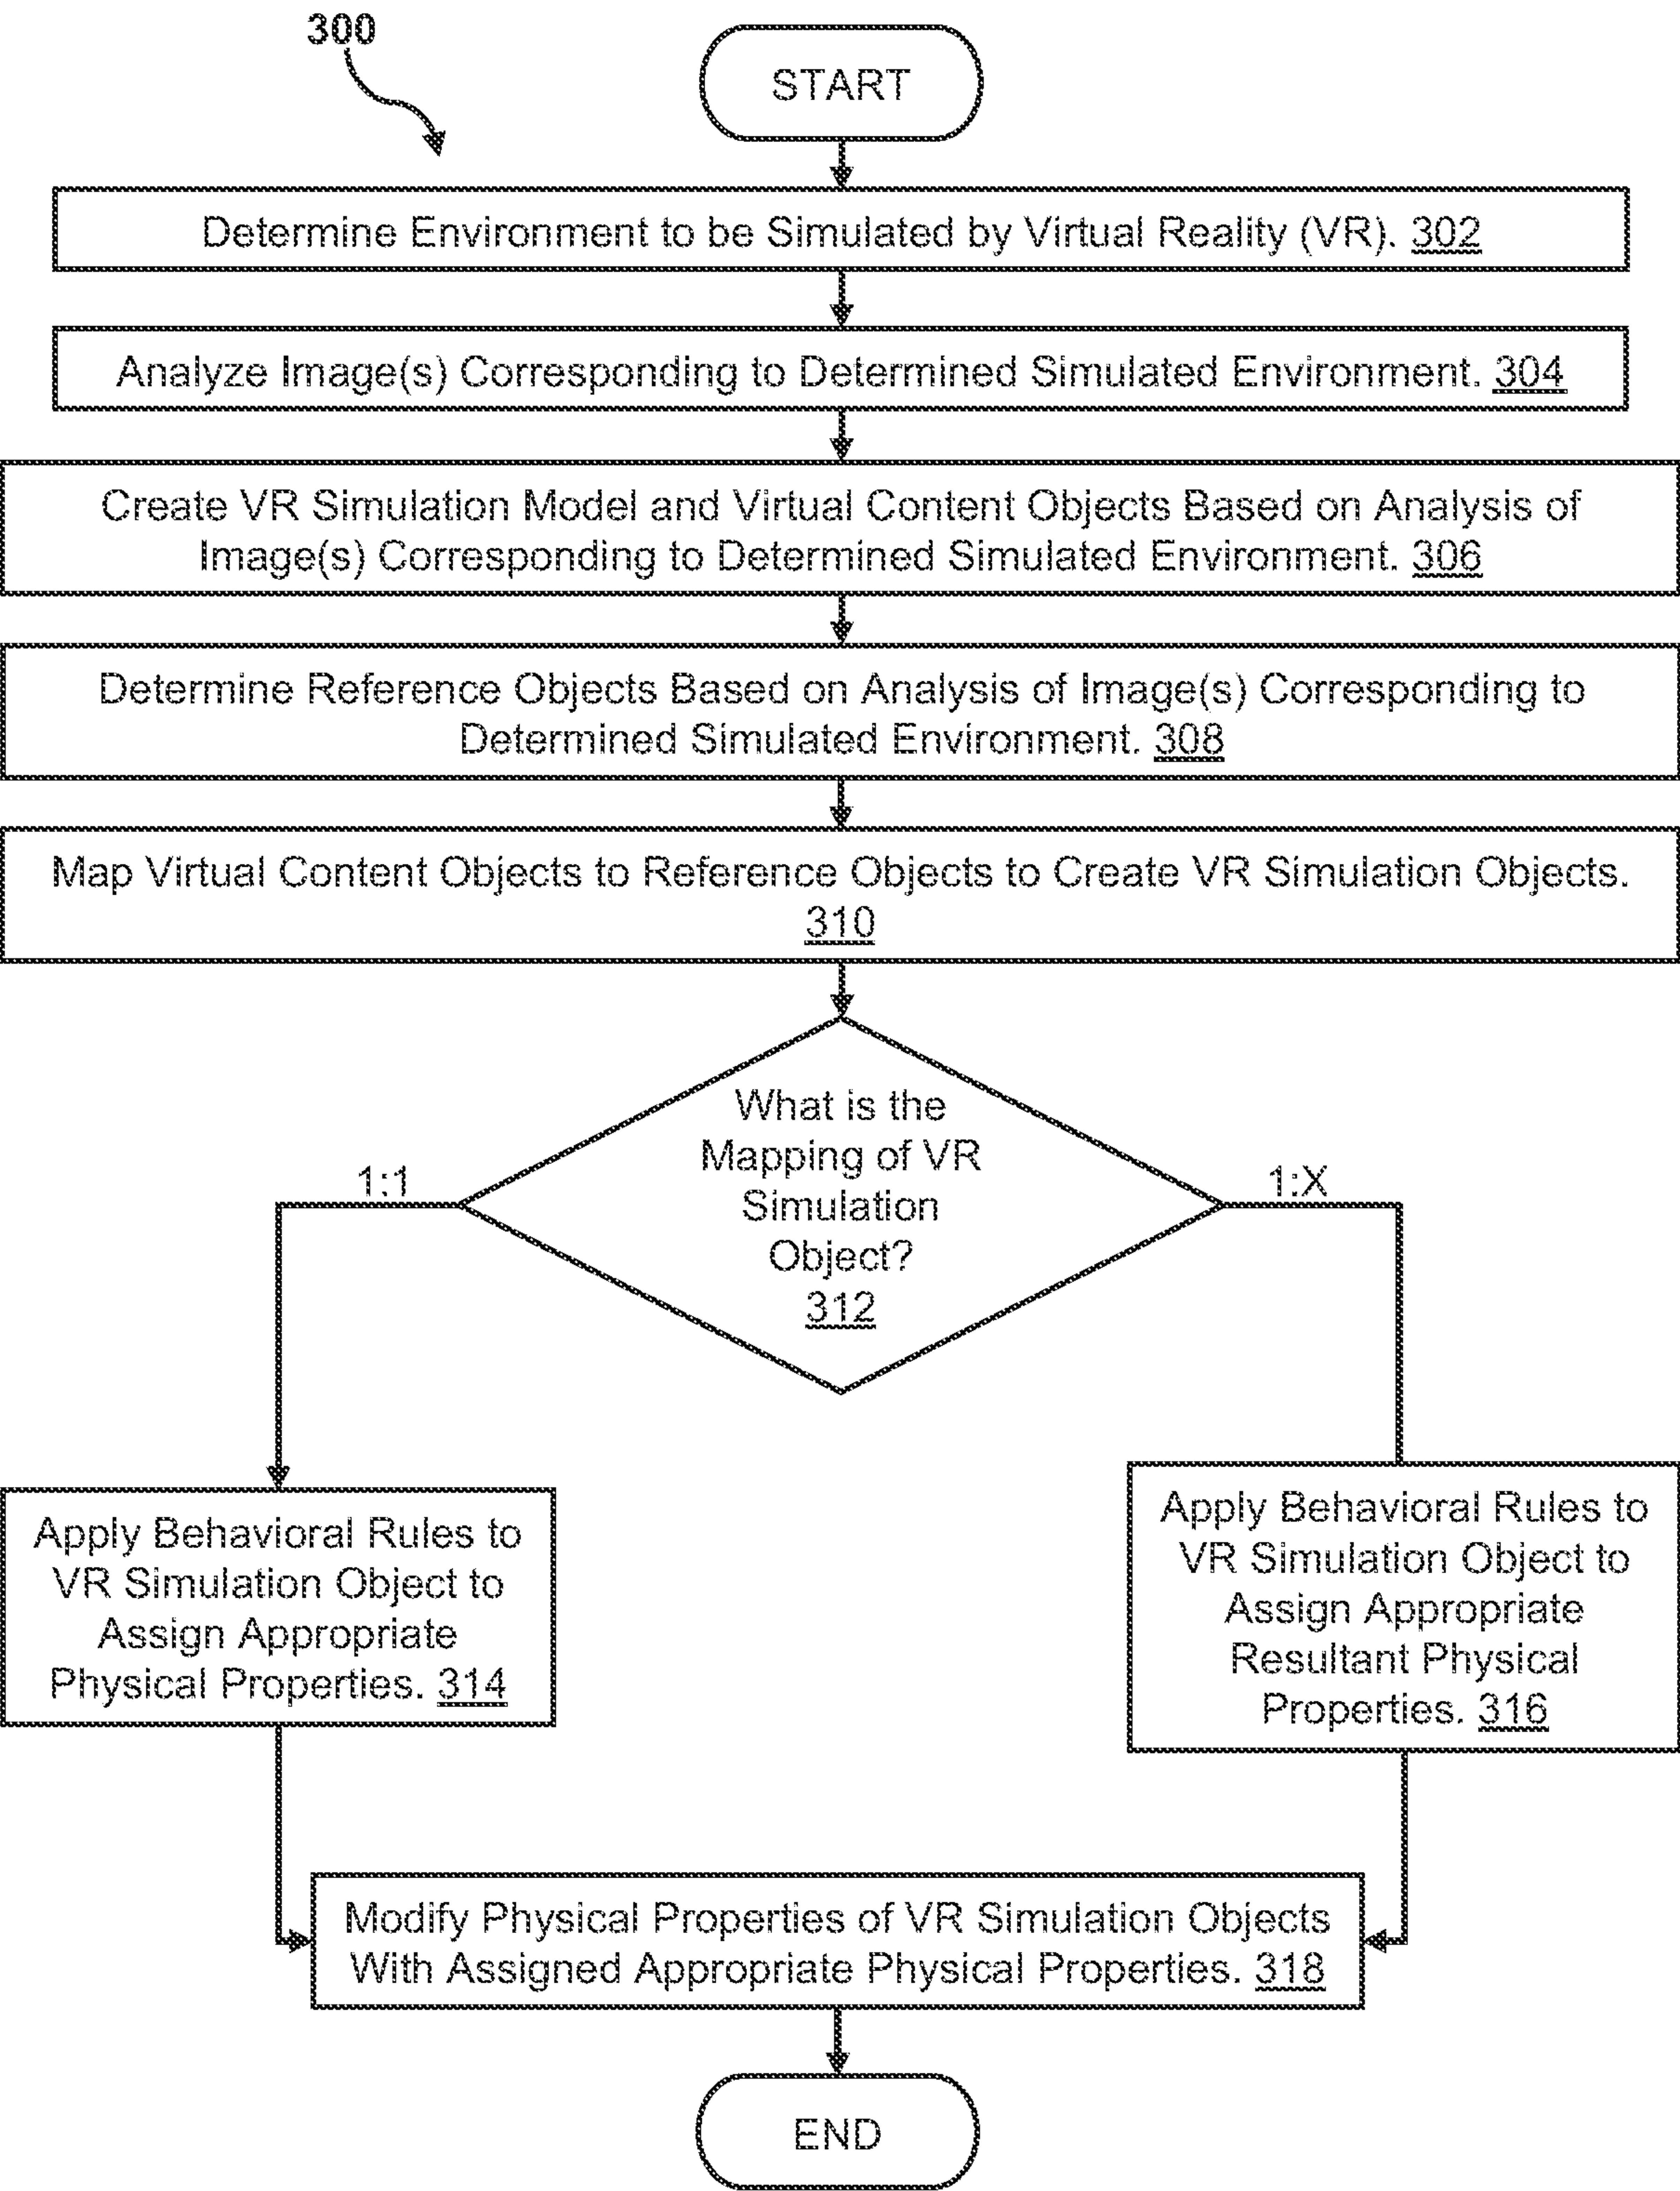 300
START
Determine Environment to be Simulated by Virtual Reality (VR). 302
Analyze Image(s) Corresponding to Determined Simulated Environment. 304
Create VR Simulation Model and Virtual Content Objects Based on Analysis of
Image(s) Corresponding to Determined Simulated Environment. 306
Determine Reference Objects Based on Analysis of Image(s) Corresponding to
Determined Simulated Environment. 308
Map Virtual Content Objects to Reference Objects to Create VR Simulation Objects.
310
What is the
Mapping of VR
Simulation
Object?
312
1:1
1:X
Apply Behavioral Rules to
VR Simulation Object to
Assign Appropriate
Physical Properties. 314
Apply Behavioral Rules to
VR Simulation Object to
Assign Appropriate
Resultant Physical
Properties. 316
Modify Physical Properties of VR Simulation Objects
With Assigned Appropriate Physical Properties. 318
END